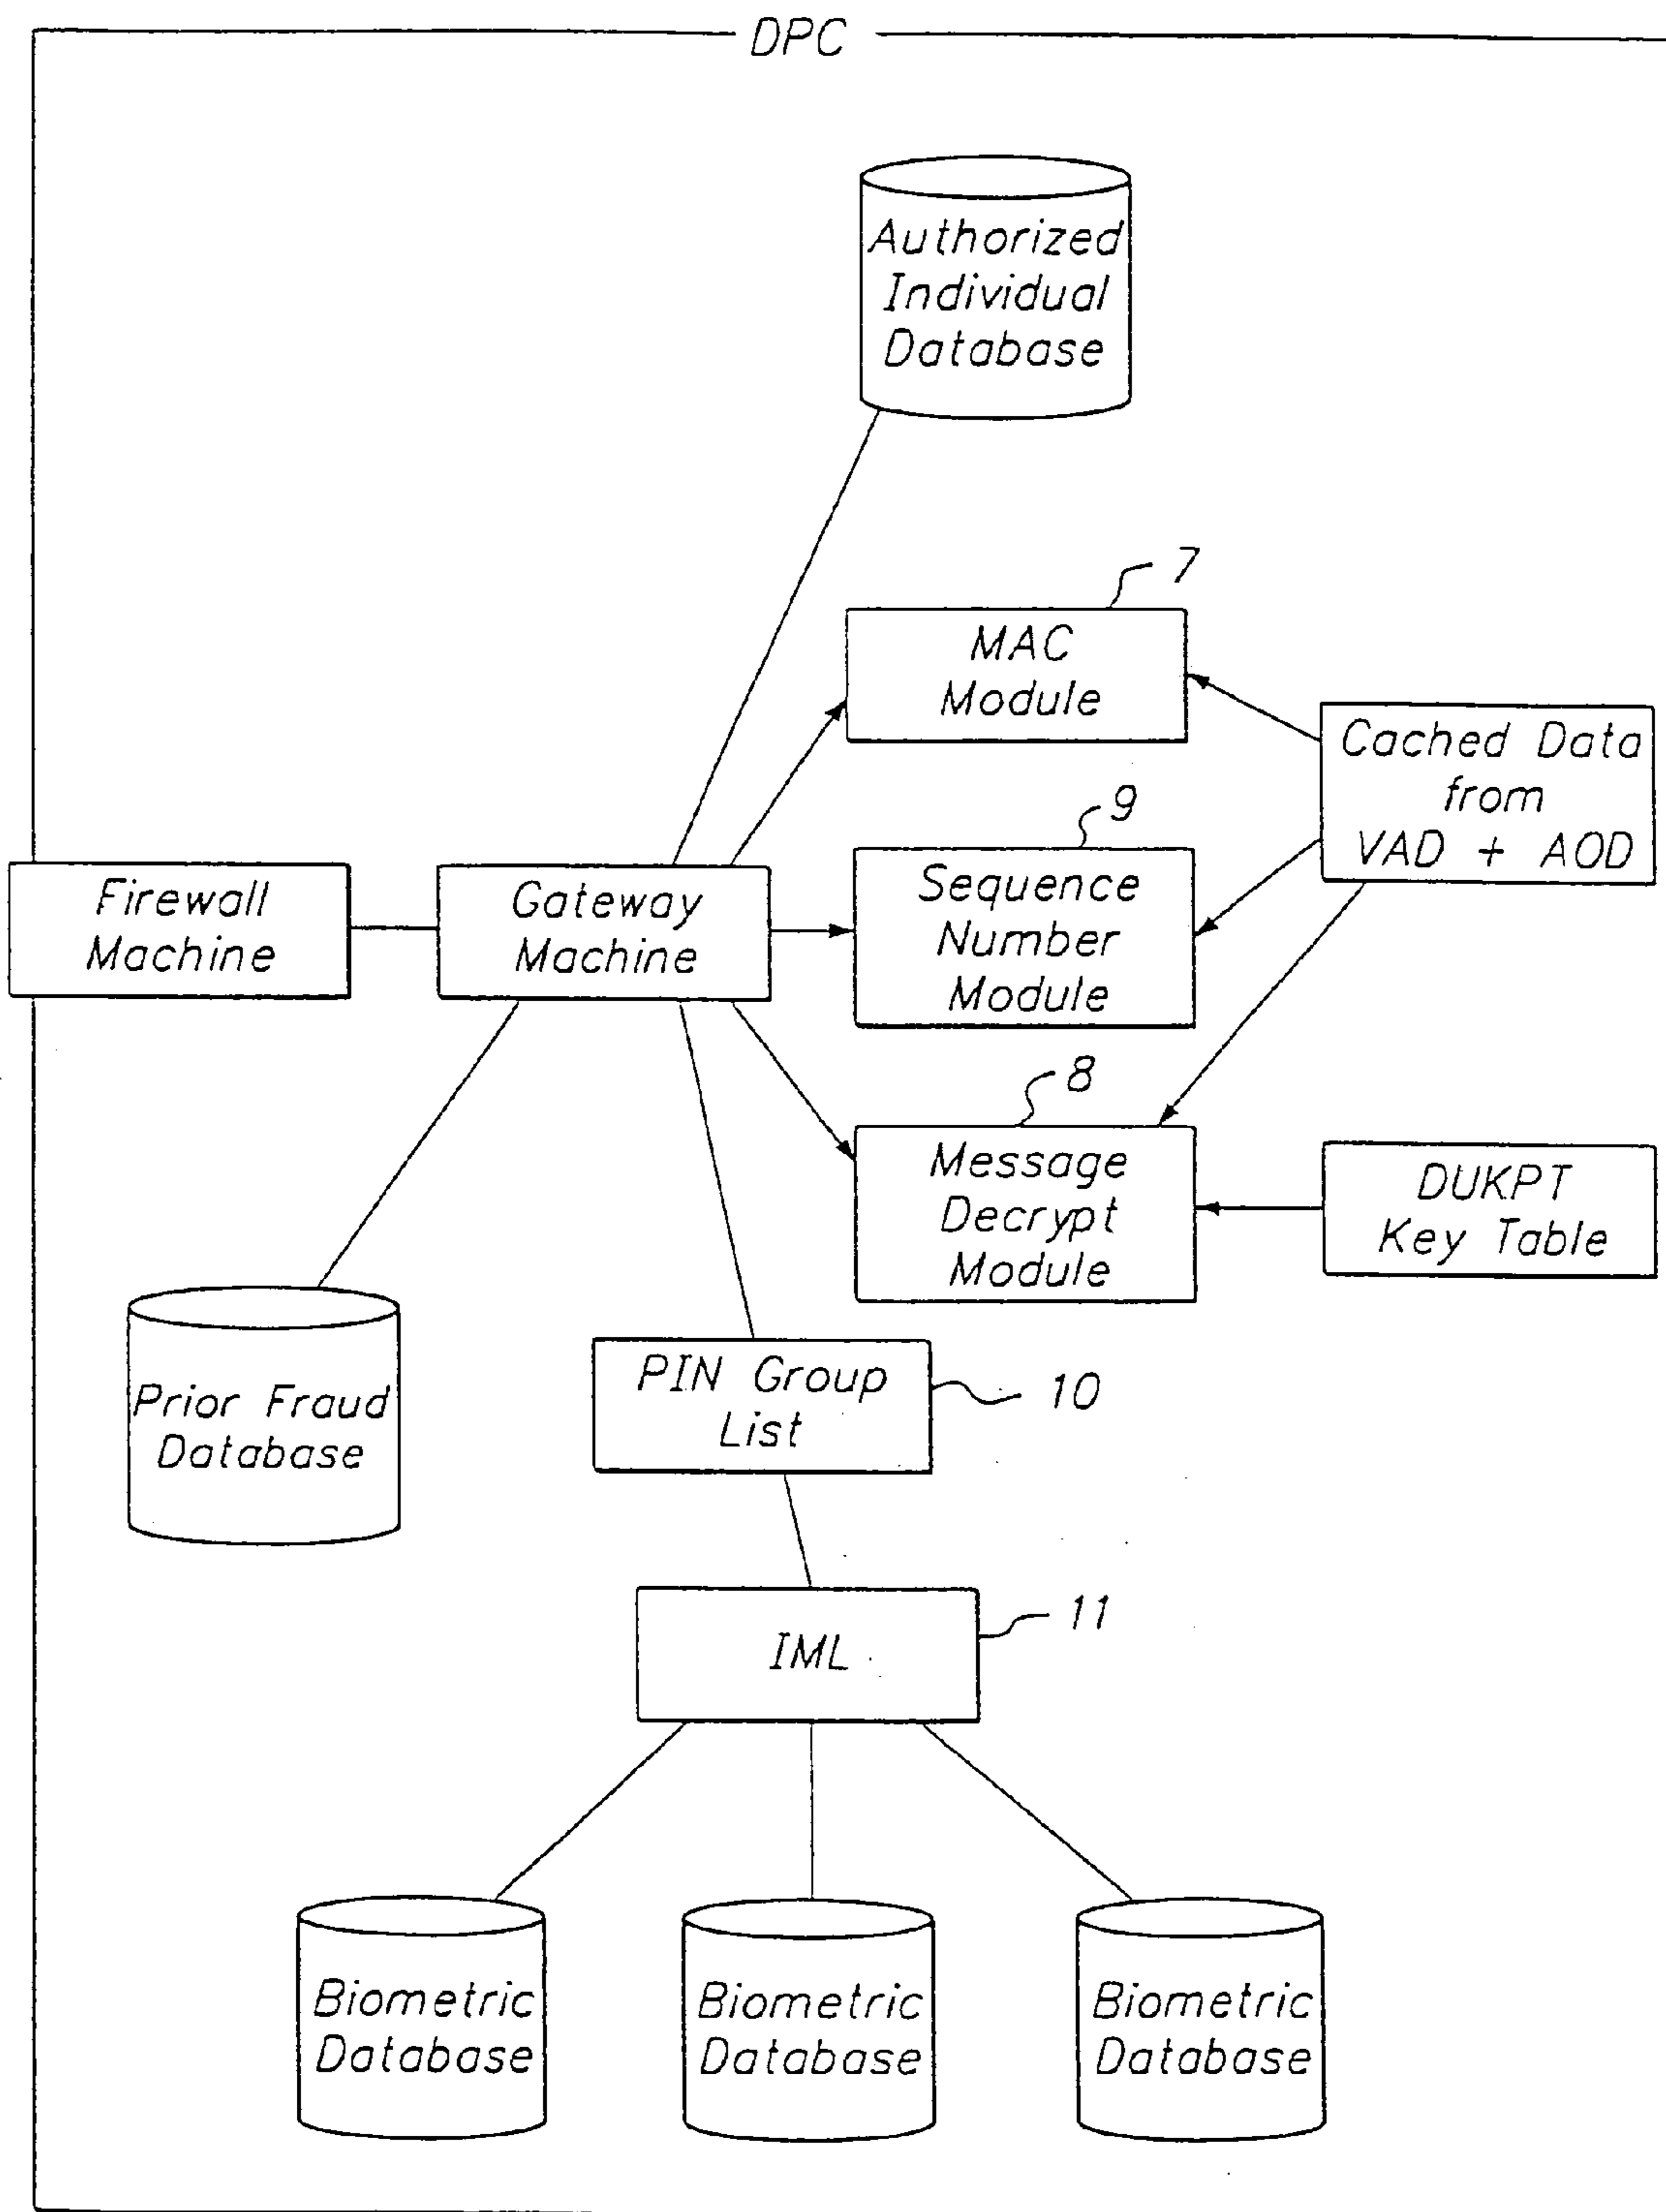 DPC
Authorized
Individual
Database
7
MAC
Module
Cached Data
from
VAD + AOD
9
Sequence
Number
Module
Firewall
Machine
Gateway
Machine
8
Message
Decrypt
Module
DUKPT
Key Table
Prior Fraud
Database
PIN Group
List
10
IML
11
Biometric
Database
Biometric
Database
Biometric
Database